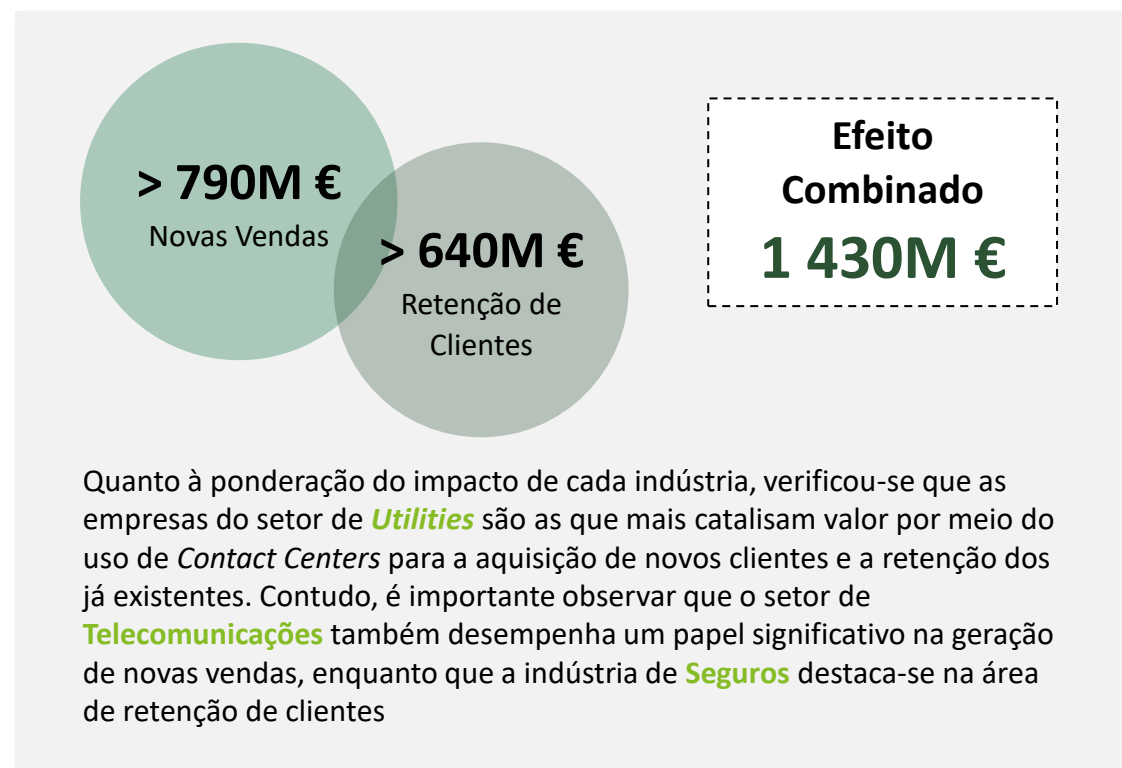 > 790M €
Novas Vendas
> 640M €
Retenção de
Clientes
Efeito
Combinado
1 430M €
Quanto à ponderação do impacto de cada indústria, verificou-se que as
empresas do setor de Utilities são as que mais catalisam valor por meio do
uso de Contact Centers para a aquisição de novos clientes e a retenção dos
já existentes. Contudo, é importante observar que o setor de
Telecomunicações também desempenha um papel significativo na geração
de novas vendas, enquanto que a indústria de Seguros destaca-se na área
de retenção de clientes